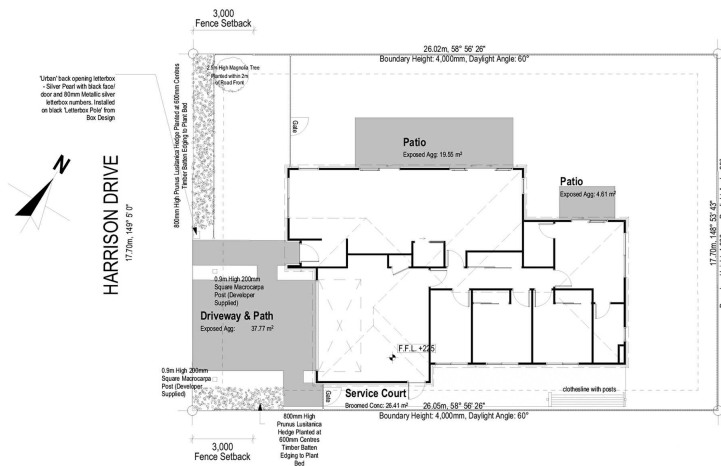 3,000
Fence Setback
26.02m, 58° 56' 26"
Boundary Height: 4,000mm, Daylight Angle: 60°
2.5m High Magnolia Tree
Planted within 2m
of Road Front
'Urban' back opening letterbox
- Silver Pearl with black face/
door and 80mm Metallic silver
letterbox numbers. Installed
on black 'Letterbox Pole' from
Box Design
800mm High Prunus Lusitanica Hedge Planted at 600mm Centres
Timber Batten Edging to Plant Bed
Gate
Patio
Exposed Agg: 19.55 m²
Patio
Exposed Agg: 4.61 m²
N
HARRISON DRIVE
17.70m, 149° 5' 0"
17.70m, 148° 53' 43"
0.9m High 200mm
Square Macrocarpa
Post (Developer
Supplied)
Driveway & Path
Exposed Agg: 37.77 m²
F.F.L. +225
0.9m High 200mm
Square Macrocarpa
Post (Developer
Supplied)
Service Court
Broomed Conc: 26.41 m²
Gate
clothesline with posts
26.05m, 58° 56' 26"
Boundary Height: 4,000mm, Daylight Angle: 60°
800mm High
Prunus Lusitanica
Hedge Planted at
600mm Centres
Timber Batten
Edging to Plant
Bed
3,000
Fence Setback